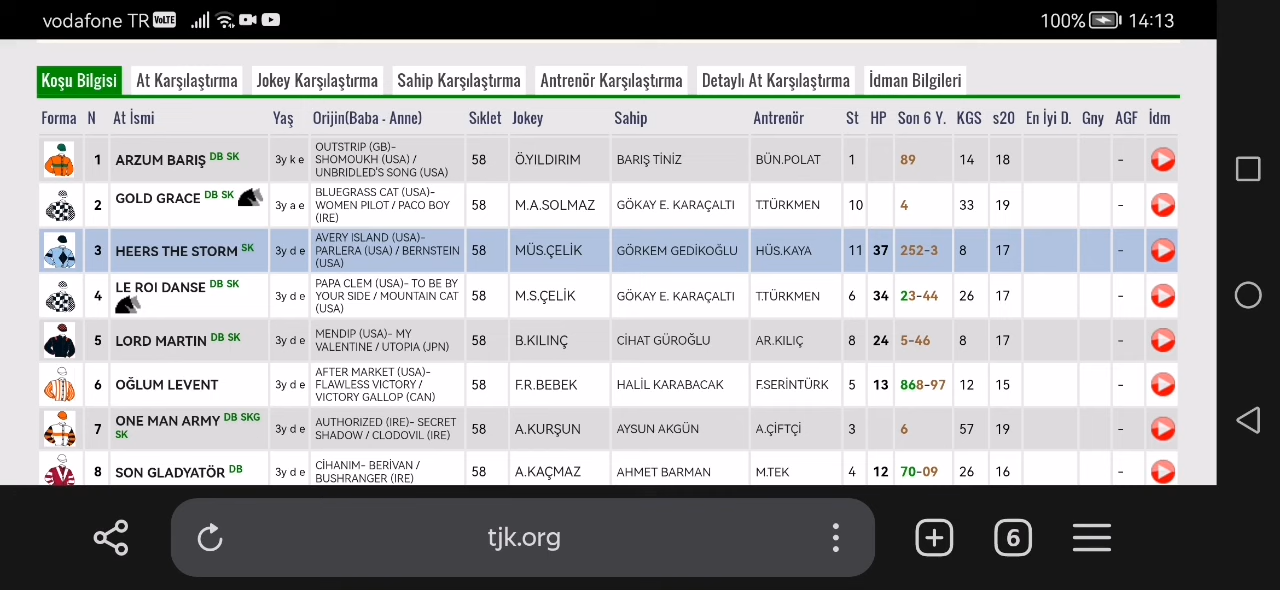 vodafone TR VoLTE 100% 14:13
Koşu Bilgisi At Karşılaştırma Jokey Karşılaştırma Sahip Karşılaştırma Antrenör Karşılaştırma Detaylı At Karşılaştırma İdman Bilgileri
Forma N At İsmi Yaş Orijin(Baba - Anne) Sıklet Jokey Sahip Antrenör St HP Son 6 Y. KGS s20 En İyi D. Gny AGF İdm
OUTSTRIP (GB)-
1 ARZUM BARIŞ DB SK 3y k e SHOMOUKH (USA) / 58 Ö.YILDIRIM BARIŞ TİNİZ BÜN.POLAT 1 89 14 18 -
UNBRIDLED'S SONG (USA)
BLUEGRASS CAT (USA)-
2 GOLD GRACE DB SK 3y a e WOMEN PILOT / PACO BOY 58 M.A.SOLMAZ GÖKAY E. KARAÇALTI T.TÜRKMEN 10 4 33 19 -
(IRE)
AVERY ISLAND (USA)-
3 HEERS THE STORM SK 3y d e PARLERA (USA) / BERNSTEIN 58 MÜS.ÇELİK GÖRKEM GEDİKOĞLU HÜS.KAYA 11 37 252-3 8 17 -
(USA)
PAPA CLEM (USA)- TO BE BY
4 LE ROI DANSE DB SK 3y d e YOUR SIDE / MOUNTAIN CAT 58 M.S.ÇELİK GÖKAY E. KARAÇALTI T.TÜRKMEN 6 34 23-44 26 17 -
(USA)
MENDIP (USA)- MY
5 LORD MARTIN DB SK 3y d e VALENTINE / UTOPIA (JPN) 58 B.KILINÇ CİHAT GÜROĞLU AR.KILIÇ 8 24 5-46 8 17 -
AFTER MARKET (USA)-
6 OĞLUM LEVENT 3y d e FLAWLESS VICTORY / 58 F.R.BEBEK HALİL KARABACAK F.SERİNTÜRK 5 13 868-97 12 15 -
VICTORY GALLOP (CAN)
7 ONE MAN ARMY DB SKG 3y d e AUTHORIZED (IRE)- SECRET 58 A.KURŞUN AYSUN AKGÜN A.ÇİFTÇİ 3 6 57 19 -
SK SHADOW / CLODOVIL (IRE)
8 SON GLADYATÖR DB 3y d e CİHANIM- BERİVAN / 58 A.KAÇMAZ AHMET BARMAN M.TEK 4 12 70-09 26 16 -
BUSHRANGER (IRE)
tjk.org 6